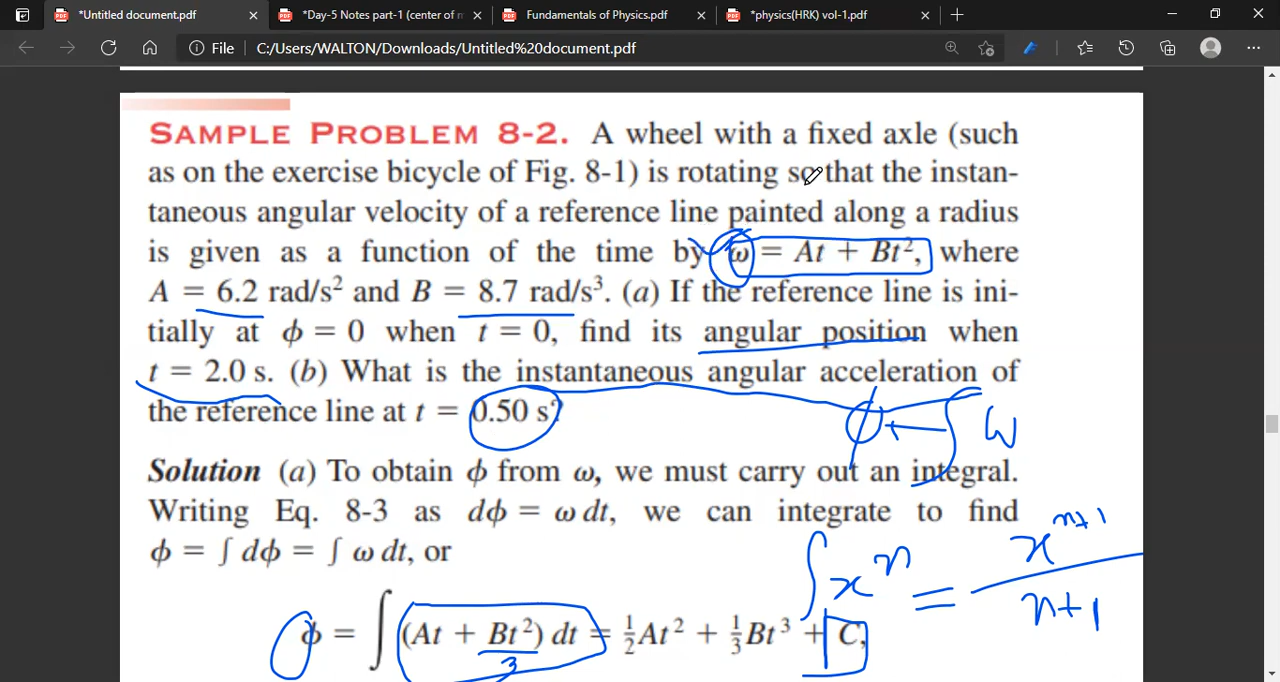 *Untitled document.pdf
*Day-5 Notes part-1 (center of m
Fundamentals of Physics.pdf
*physics(HRK) vol-1.pdf
File
C:/Users/WALTON/Downloads/Untitled%20document.pdf
SAMPLE PROBLEM 8-2. A wheel with a fixed axle (such
as on the exercise bicycle of Fig. 8-1) is rotating so that the instan-
taneous angular velocity of a reference line painted along a radius
is given as a function of the time by ω = At + Bt², where
A = 6.2 rad/s² and B = 8.7 rad/s³. (a) If the reference line is ini-
tially at ϕ = 0 when t = 0, find its angular position when
t = 2.0 s. (b) What is the instantaneous angular acceleration of
the reference line at t = 0.50 s?
ϕ ← ∫ ω
Solution (a) To obtain ϕ from ω, we must carry out an integral.
Writing Eq. 8-3 as dϕ = ω dt, we can integrate to find
ϕ = ∫ dϕ = ∫ ω dt, or
∫ xⁿ = xⁿ⁺¹ / n+1
ϕ = ∫ (At + Bt²) dt = ½At² + ⅓Bt³ + C,
3